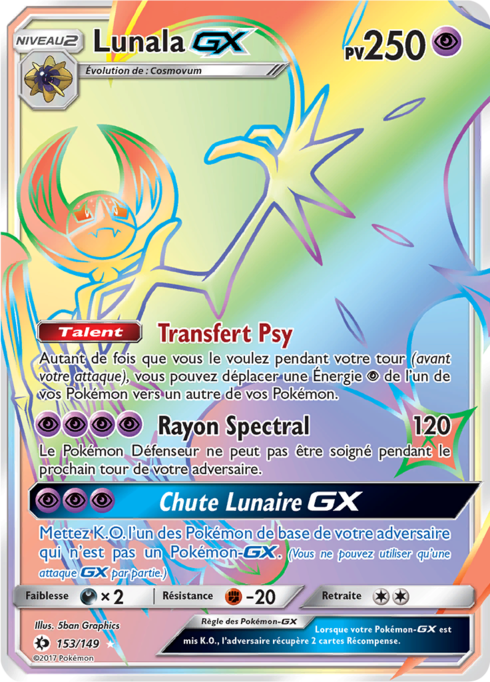 NIVEAU2 Lunala GX PV250
Évolution de : Cosmovum
Talent Transfert Psy
Autant de fois que vous le voulez pendant votre tour (avant
votre attaque), vous pouvez déplacer une Énergie de l'un de
vos Pokémon vers un autre de vos Pokémon.
Rayon Spectral 120
Le Pokémon Défenseur ne peut pas être soigné pendant le
prochain tour de votre adversaire.
Chute Lunaire GX
Mettez K.O. l'un des Pokémon de base de votre adversaire
qui n'est pas un Pokémon-GX. (Vous ne pouvez utiliser qu'une
attaque GX par partie.)
Faiblesse ×2 Résistance -20 Retraite
Illus. 5ban Graphics
153/149
©2017 Pokémon
Règle des Pokémon-GX
Lorsque votre Pokémon-GX est
mis K.O., l'adversaire récupère 2 cartes Récompense.